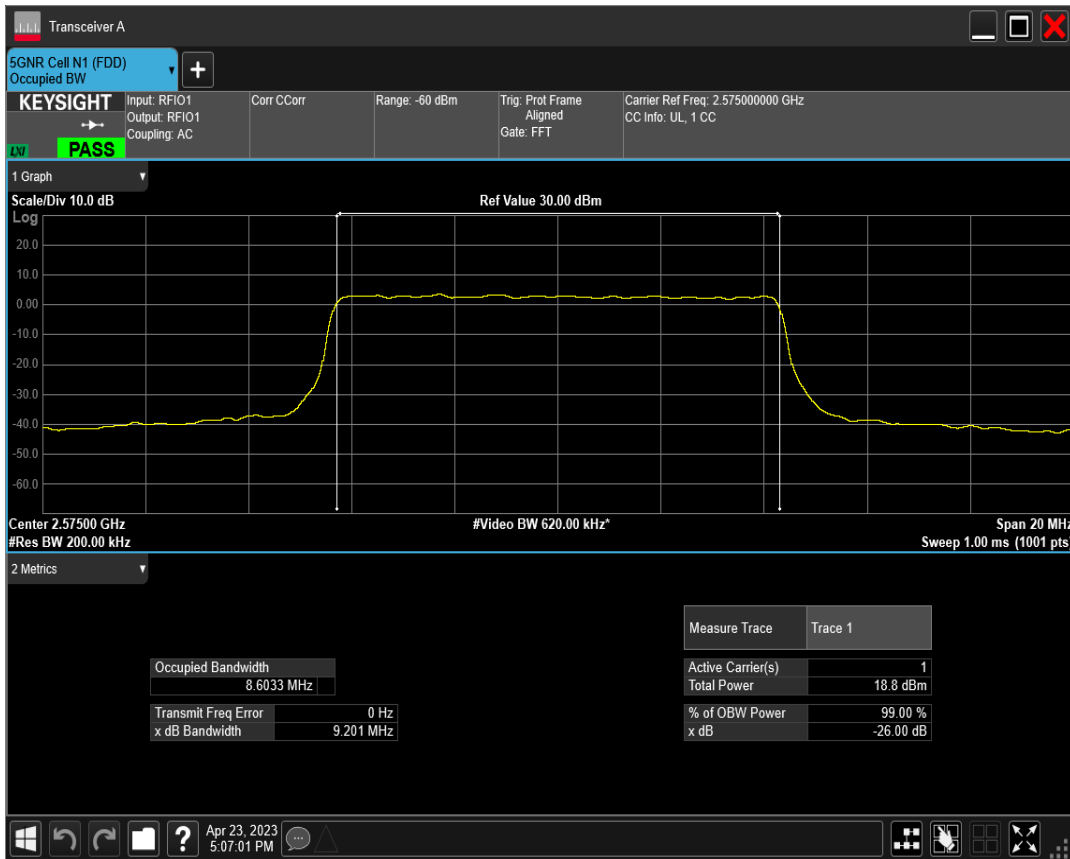 Transceiver A
5GNR Cell N1 (FDD)
Occupied BW
+
KEYSIGHT
LXI
PASS
Input: RFIO1
Output: RFIO1
Coupling: AC
Corr CCorr
Range: -60 dBm
Trig: Prot Frame
Aligned
Gate: FFT
Carrier Ref Freq: 2.575000000 GHz
CC Info: UL, 1 CC
1 Graph
Scale/Div 10.0 dB
Ref Value 30.00 dBm
Log
20.0
10.0
0.00
-10.0
-20.0
-30.0
-40.0
-50.0
-60.0
Center 2.57500 GHz
#Video BW 620.00 kHz*
Span 20 MHz
#Res BW 200.00 kHz
Sweep 1.00 ms (1001 pts)
2 Metrics
Measure Trace Trace 1
Occupied Bandwidth
8.6033 MHz
Active Carrier(s) 1
Total Power 18.8 dBm
Transmit Freq Error 0 Hz
x dB Bandwidth 9.201 MHz
% of OBW Power 99.00 %
x dB -26.00 dB
?
Apr 23, 2023
5:07:01 PM